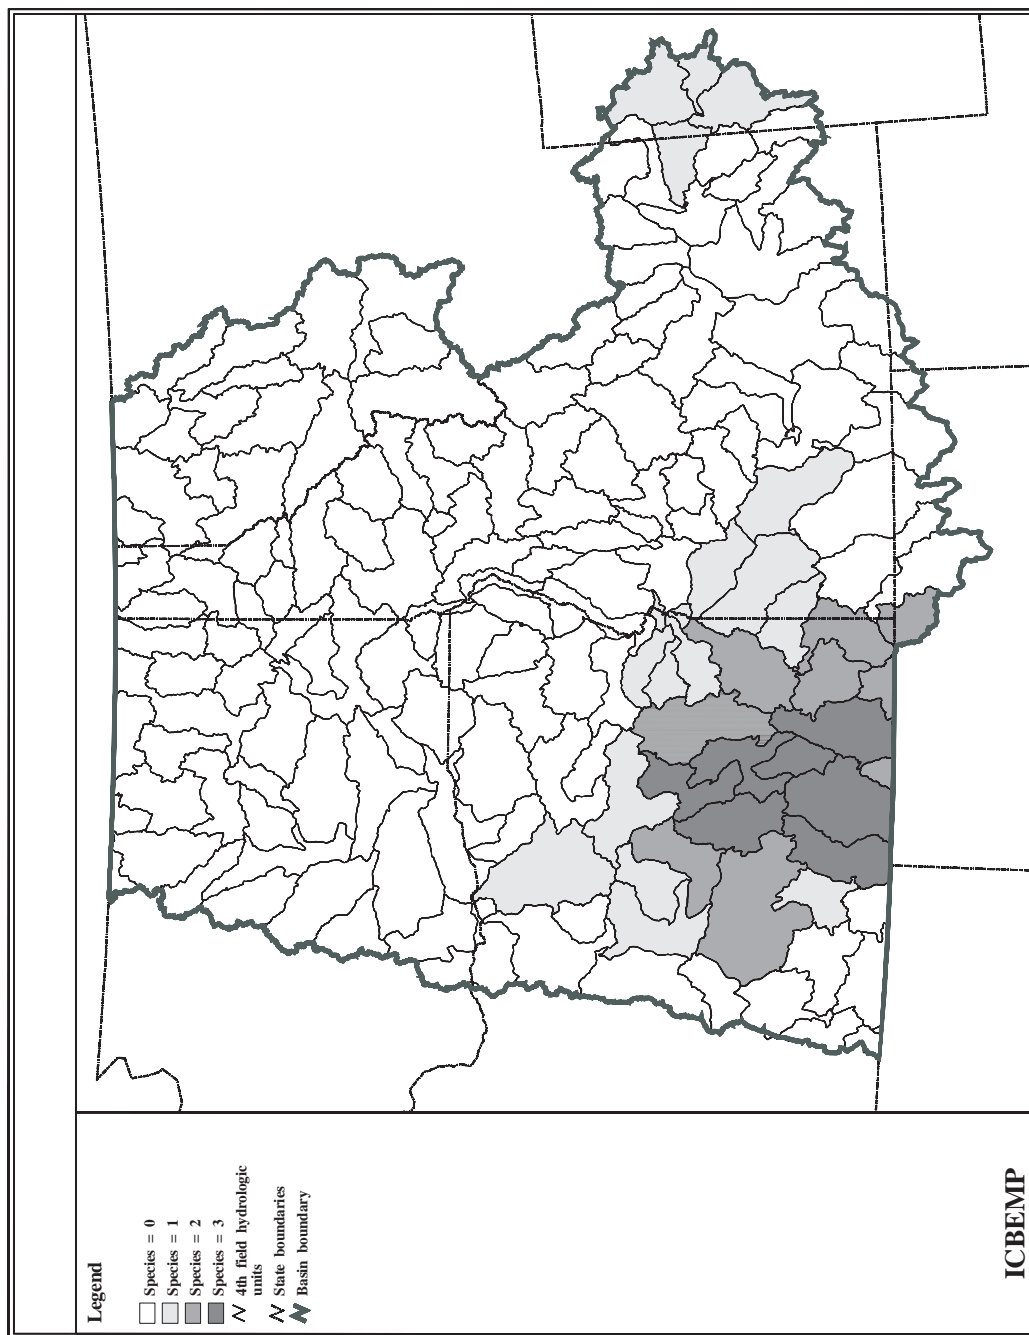 Legend
Species = 0
Species = 1
Species = 2
Species = 3
4th field hydrologic
units
State boundaries
Basin boundary
ICBEMP